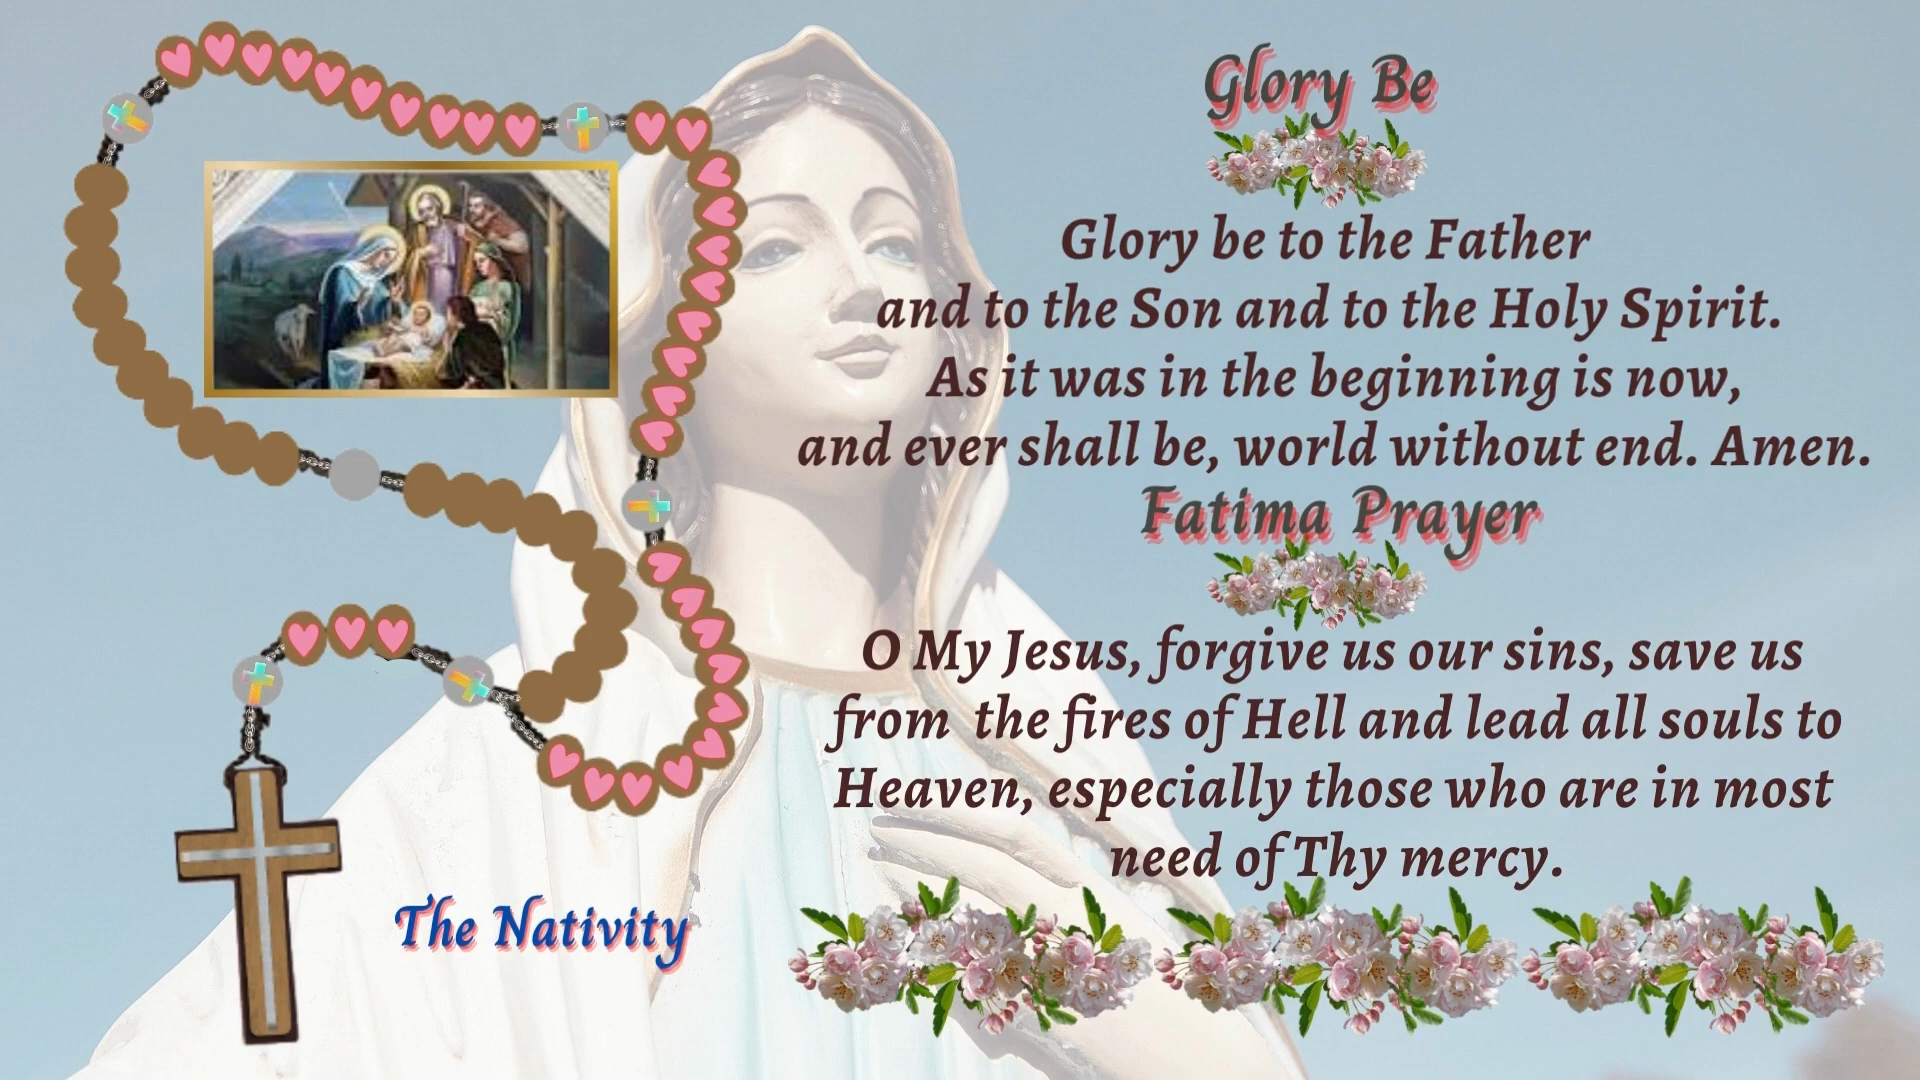 Glory Be
Glory be to the Father
and to the Son and to the Holy Spirit.
As it was in the beginning is now,
and ever shall be, world without end. Amen.
Fatima Prayer
O My Jesus, forgive us our sins, save us
from the fires of Hell and lead all souls to
Heaven, especially those who are in most
need of Thy mercy.
The Nativity